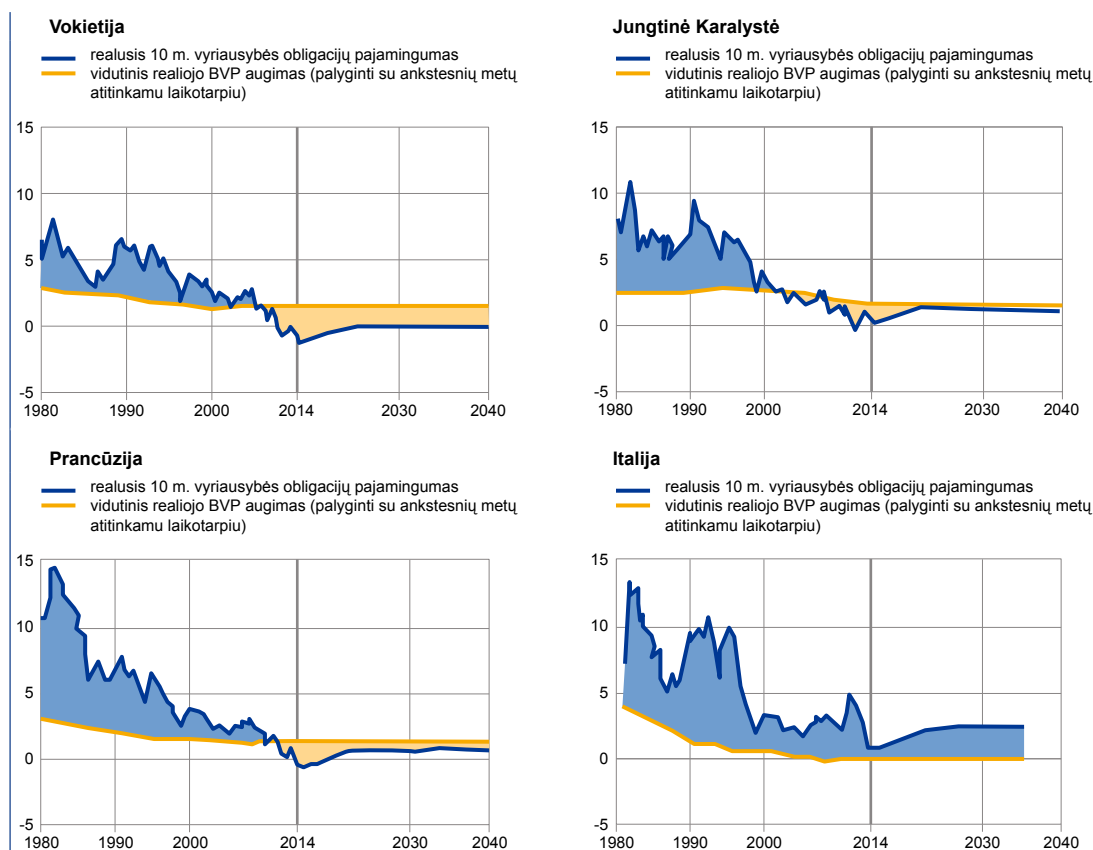 Vokietija
realusis 10 m. vyriausybės obligacijų pajamingumas
vidutinis realiojo BVP augimas (palyginti su ankstesnių metų
atitinkamu laikotarpiu)
15
10
5
0
-5
1980 1990 2000 2014 2030 2040
Jungtinė Karalystė
realusis 10 m. vyriausybės obligacijų pajamingumas
vidutinis realiojo BVP augimas (palyginti su ankstesnių metų
atitinkamu laikotarpiu)
15
10
5
0
-5
1980 1990 2000 2014 2030 2040
Prancūzija
realusis 10 m. vyriausybės obligacijų pajamingumas
vidutinis realiojo BVP augimas (palyginti su ankstesnių metų
atitinkamu laikotarpiu)
15
10
5
0
-5
1980 1990 2000 2014 2030 2040
Italija
realusis 10 m. vyriausybės obligacijų pajamingumas
vidutinis realiojo BVP augimas (palyginti su ankstesnių metų
atitinkamu laikotarpiu)
15
10
5
0
-5
1980 1990 2000 2014 2030 2040